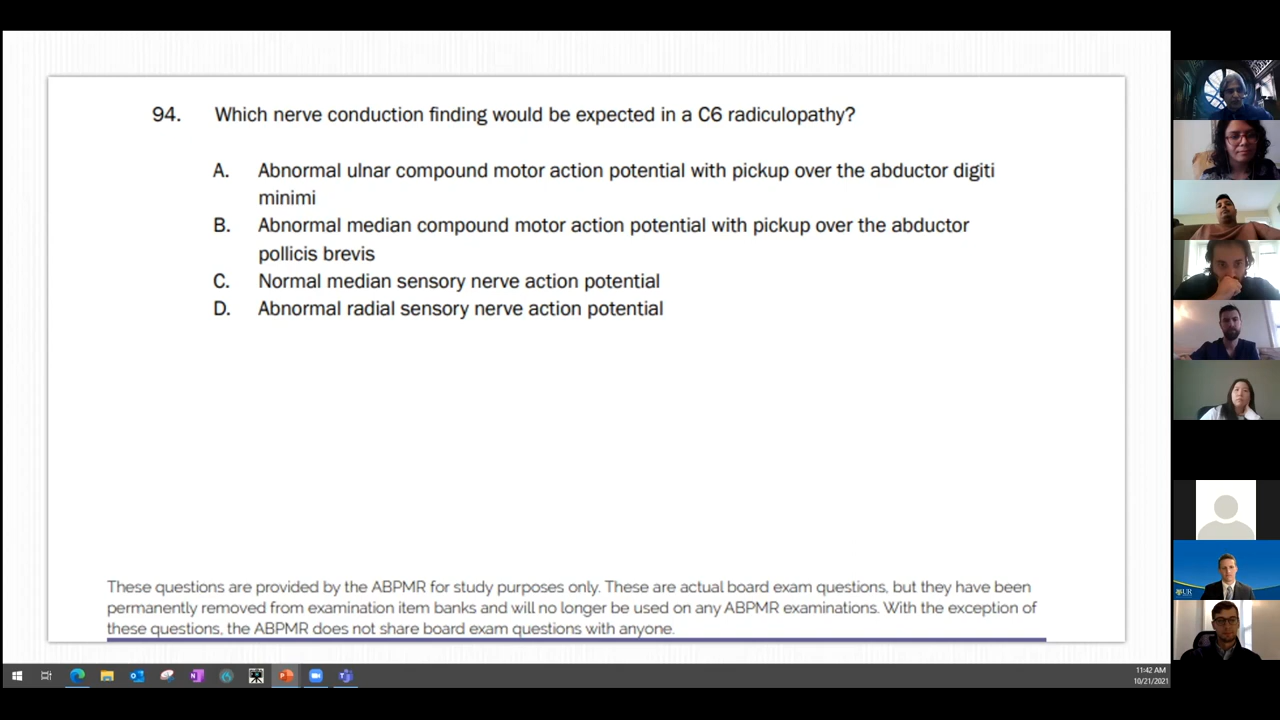 94. Which nerve conduction finding would be expected in a C6 radiculopathy?
A. Abnormal ulnar compound motor action potential with pickup over the abductor digiti
minimi
B. Abnormal median compound motor action potential with pickup over the abductor
pollicis brevis
C. Normal median sensory nerve action potential
D. Abnormal radial sensory nerve action potential
These questions are provided by the ABPMR for study purposes only. These are actual board exam questions, but they have been
permanently removed from examination item banks and will no longer be used on any ABPMR examinations. With the exception of
these questions, the ABPMR does not share board exam questions with anyone.
11:42 AM
10/21/2021